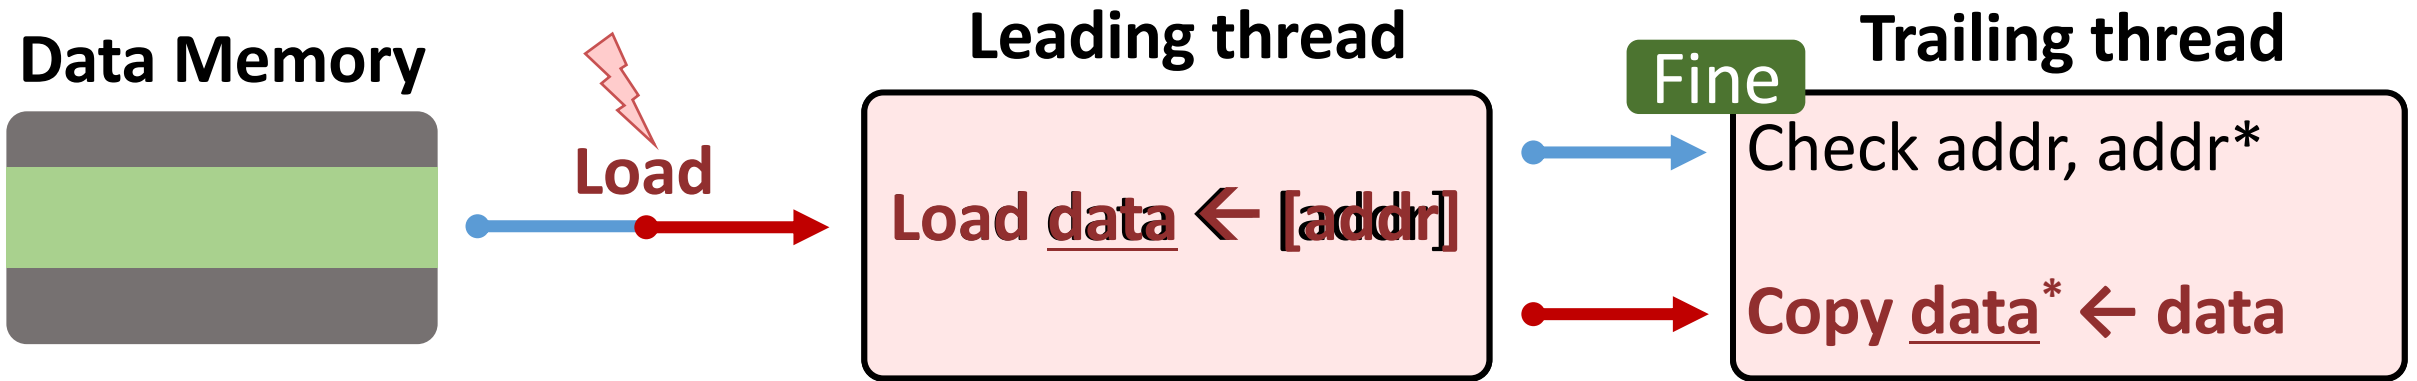 Data Memory
Load
Leading thread
Load data ← [addr]
Fine
Trailing thread
Check addr, addr*
Copy data* ← data